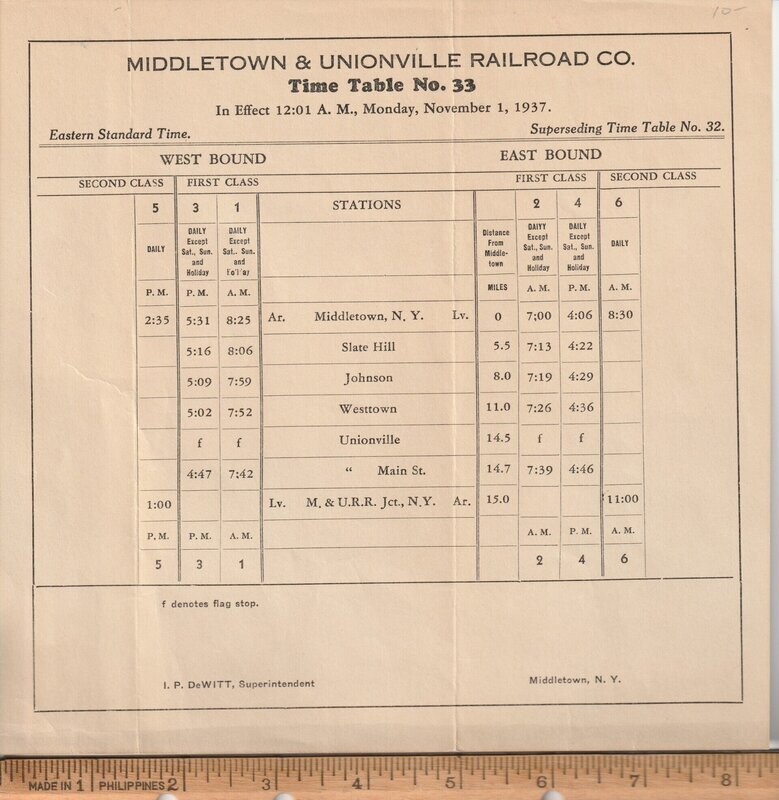 10-
MIDDLETOWN & UNIONVILLE RAILROAD CO.
Time Table No. 33
In Effect 12:01 A. M., Monday, November 1, 1937.
Eastern Standard Time. Superseding Time Table No. 32.
WEST BOUND EAST BOUND
SECOND CLASS FIRST CLASS FIRST CLASS SECOND CLASS
5 3 1 STATIONS 2 4 6
DAILY DAILY Except Sat., Sun. and Holiday DAILY Except Sat.. Sun. and Distance From Middle- town DAIYY Except Sat., Sun. and Holiday DAILY Except Sat., Sun. and Holiday DAILY
P. M. P. M. A. M. MILES A. M. P. M. A. M.
2:35 5:31 8:25 Ar. Middletown, N. Y. Lv. 0 7;00 4:06 8:30
5:16 8:06 Slate Hill 5.5 7:13 4:22
5:09 7:59 Johnson 8.0 7:19 4:29
5:02 7:52 Westtown 11.0 7:26 4:36
f f Unionville 14.5 f f
4:47 7:42 " Main St. 14.7 7:39 4:46
1:00 Lv. M. & U.R.R. Jct., N.Y. Ar. 15.0 11:00
P. M. P. M. A. M. A. M. P. M. A. M.
5 3 1 2 4 6
f denotes flag stop.
I. P. DeWITT, Superintendent Middletown, N. Y.
MADE IN 1 PHILIPPINES 2 3 4 5 6 7 8